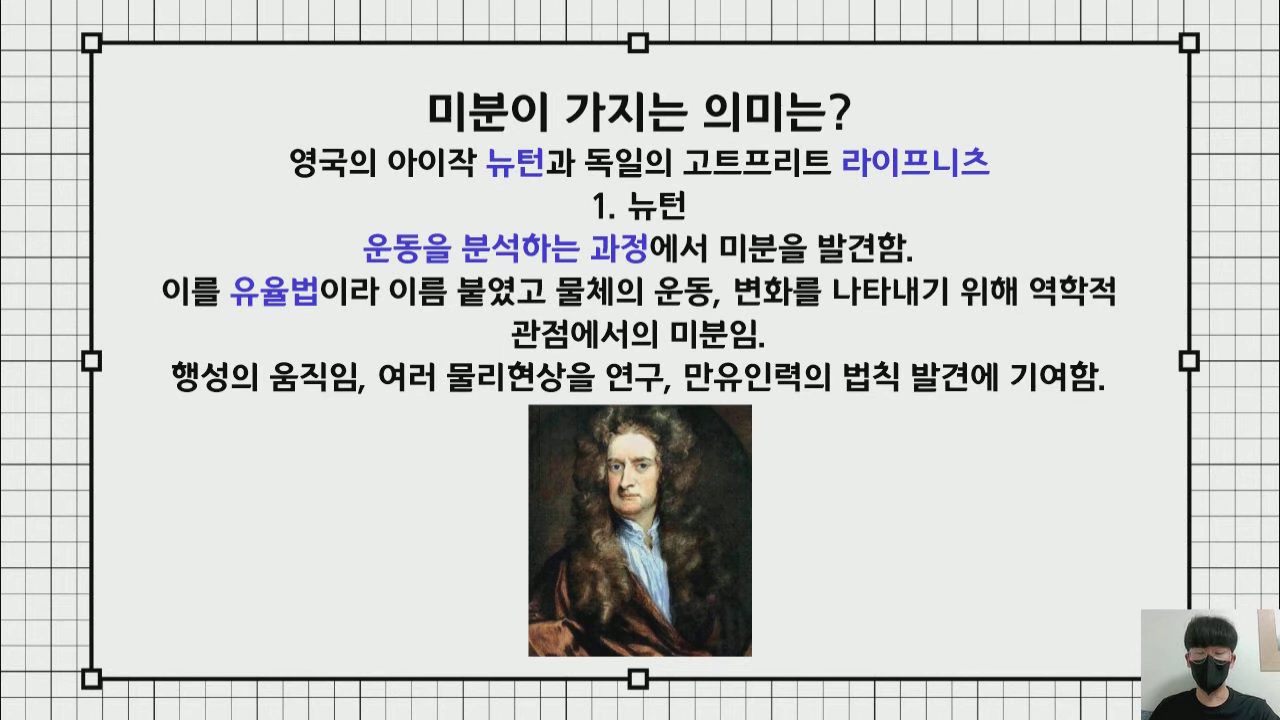 미분이 가지는 의미는?
영국의 아이작 뉴턴과 독일의 고트프리트 라이프니츠
1. 뉴턴
운동을 분석하는 과정에서 미분을 발견함.
이를 유율법이라 이름 붙였고 물체의 운동, 변화를 나타내기 위해 역학적
관점에서의 미분임.
행성의 움직임, 여러 물리현상을 연구, 만유인력의 법칙 발견에 기여함.